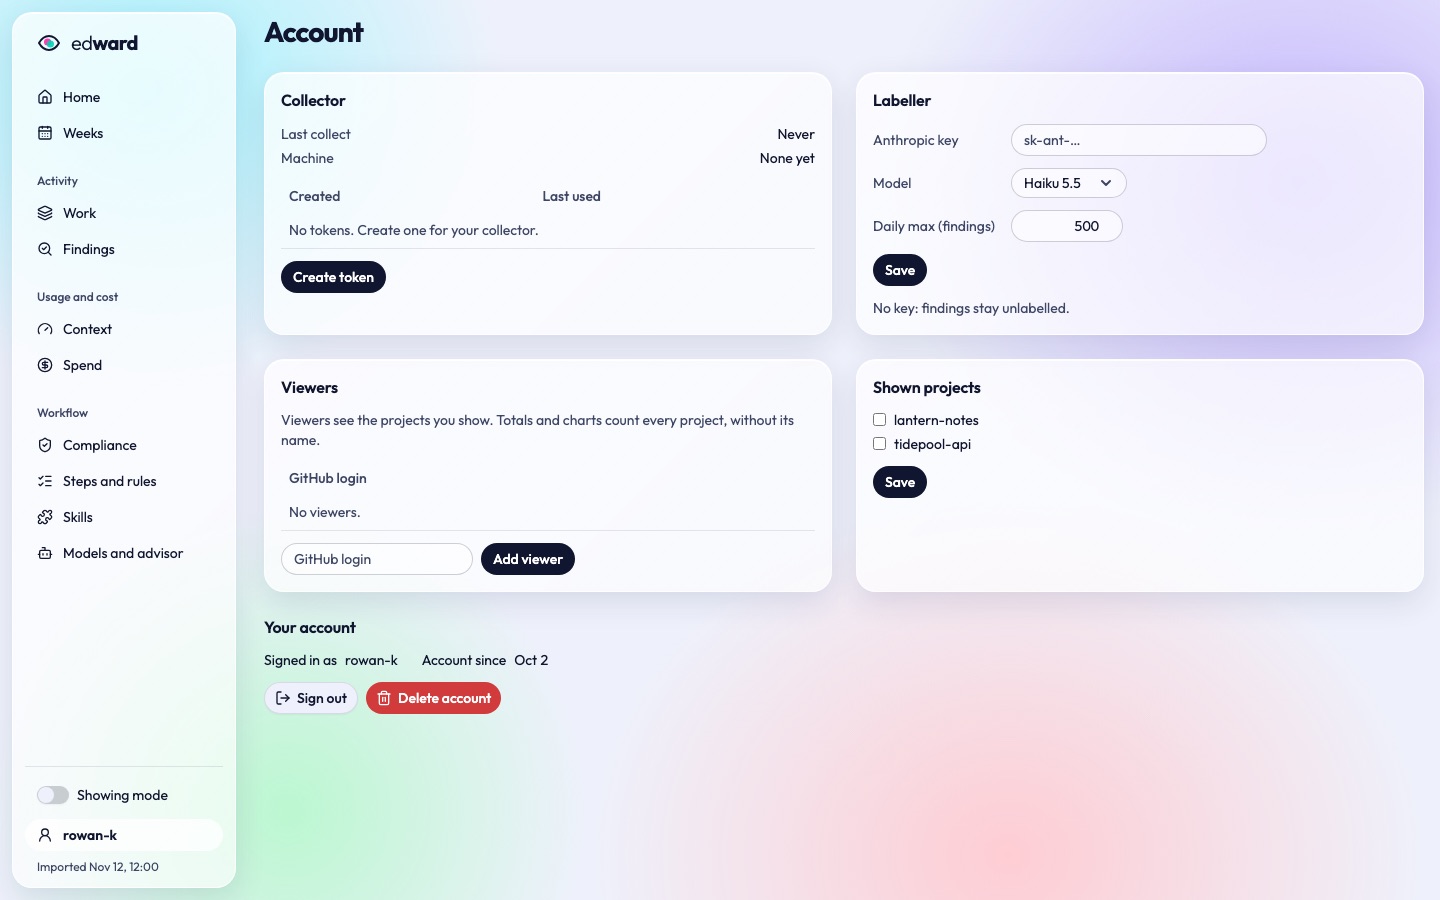 edward
Home
Weeks
Activity
Work
Findings
Usage and cost
Context
Spend
Workflow
Compliance
Steps and rules
Skills
Models and advisor
Showing mode
rowan-k
Imported Nov 12, 12:00
Account
Collector
Last collect Never
Machine None yet
Created Last used
No tokens. Create one for your collector.
Create token
Labeller
Anthropic key sk-ant-...
Model Haiku 5.5
Daily max (findings) 500
Save
No key: findings stay unlabelled.
Viewers
Viewers see the projects you show. Totals and charts count every project, without its
name.
GitHub login
No viewers.
GitHub login Add viewer
Shown projects
lantern-notes
tidepool-api
Save
Your account
Signed in as rowan-k Account since Oct 2
Sign out Delete account